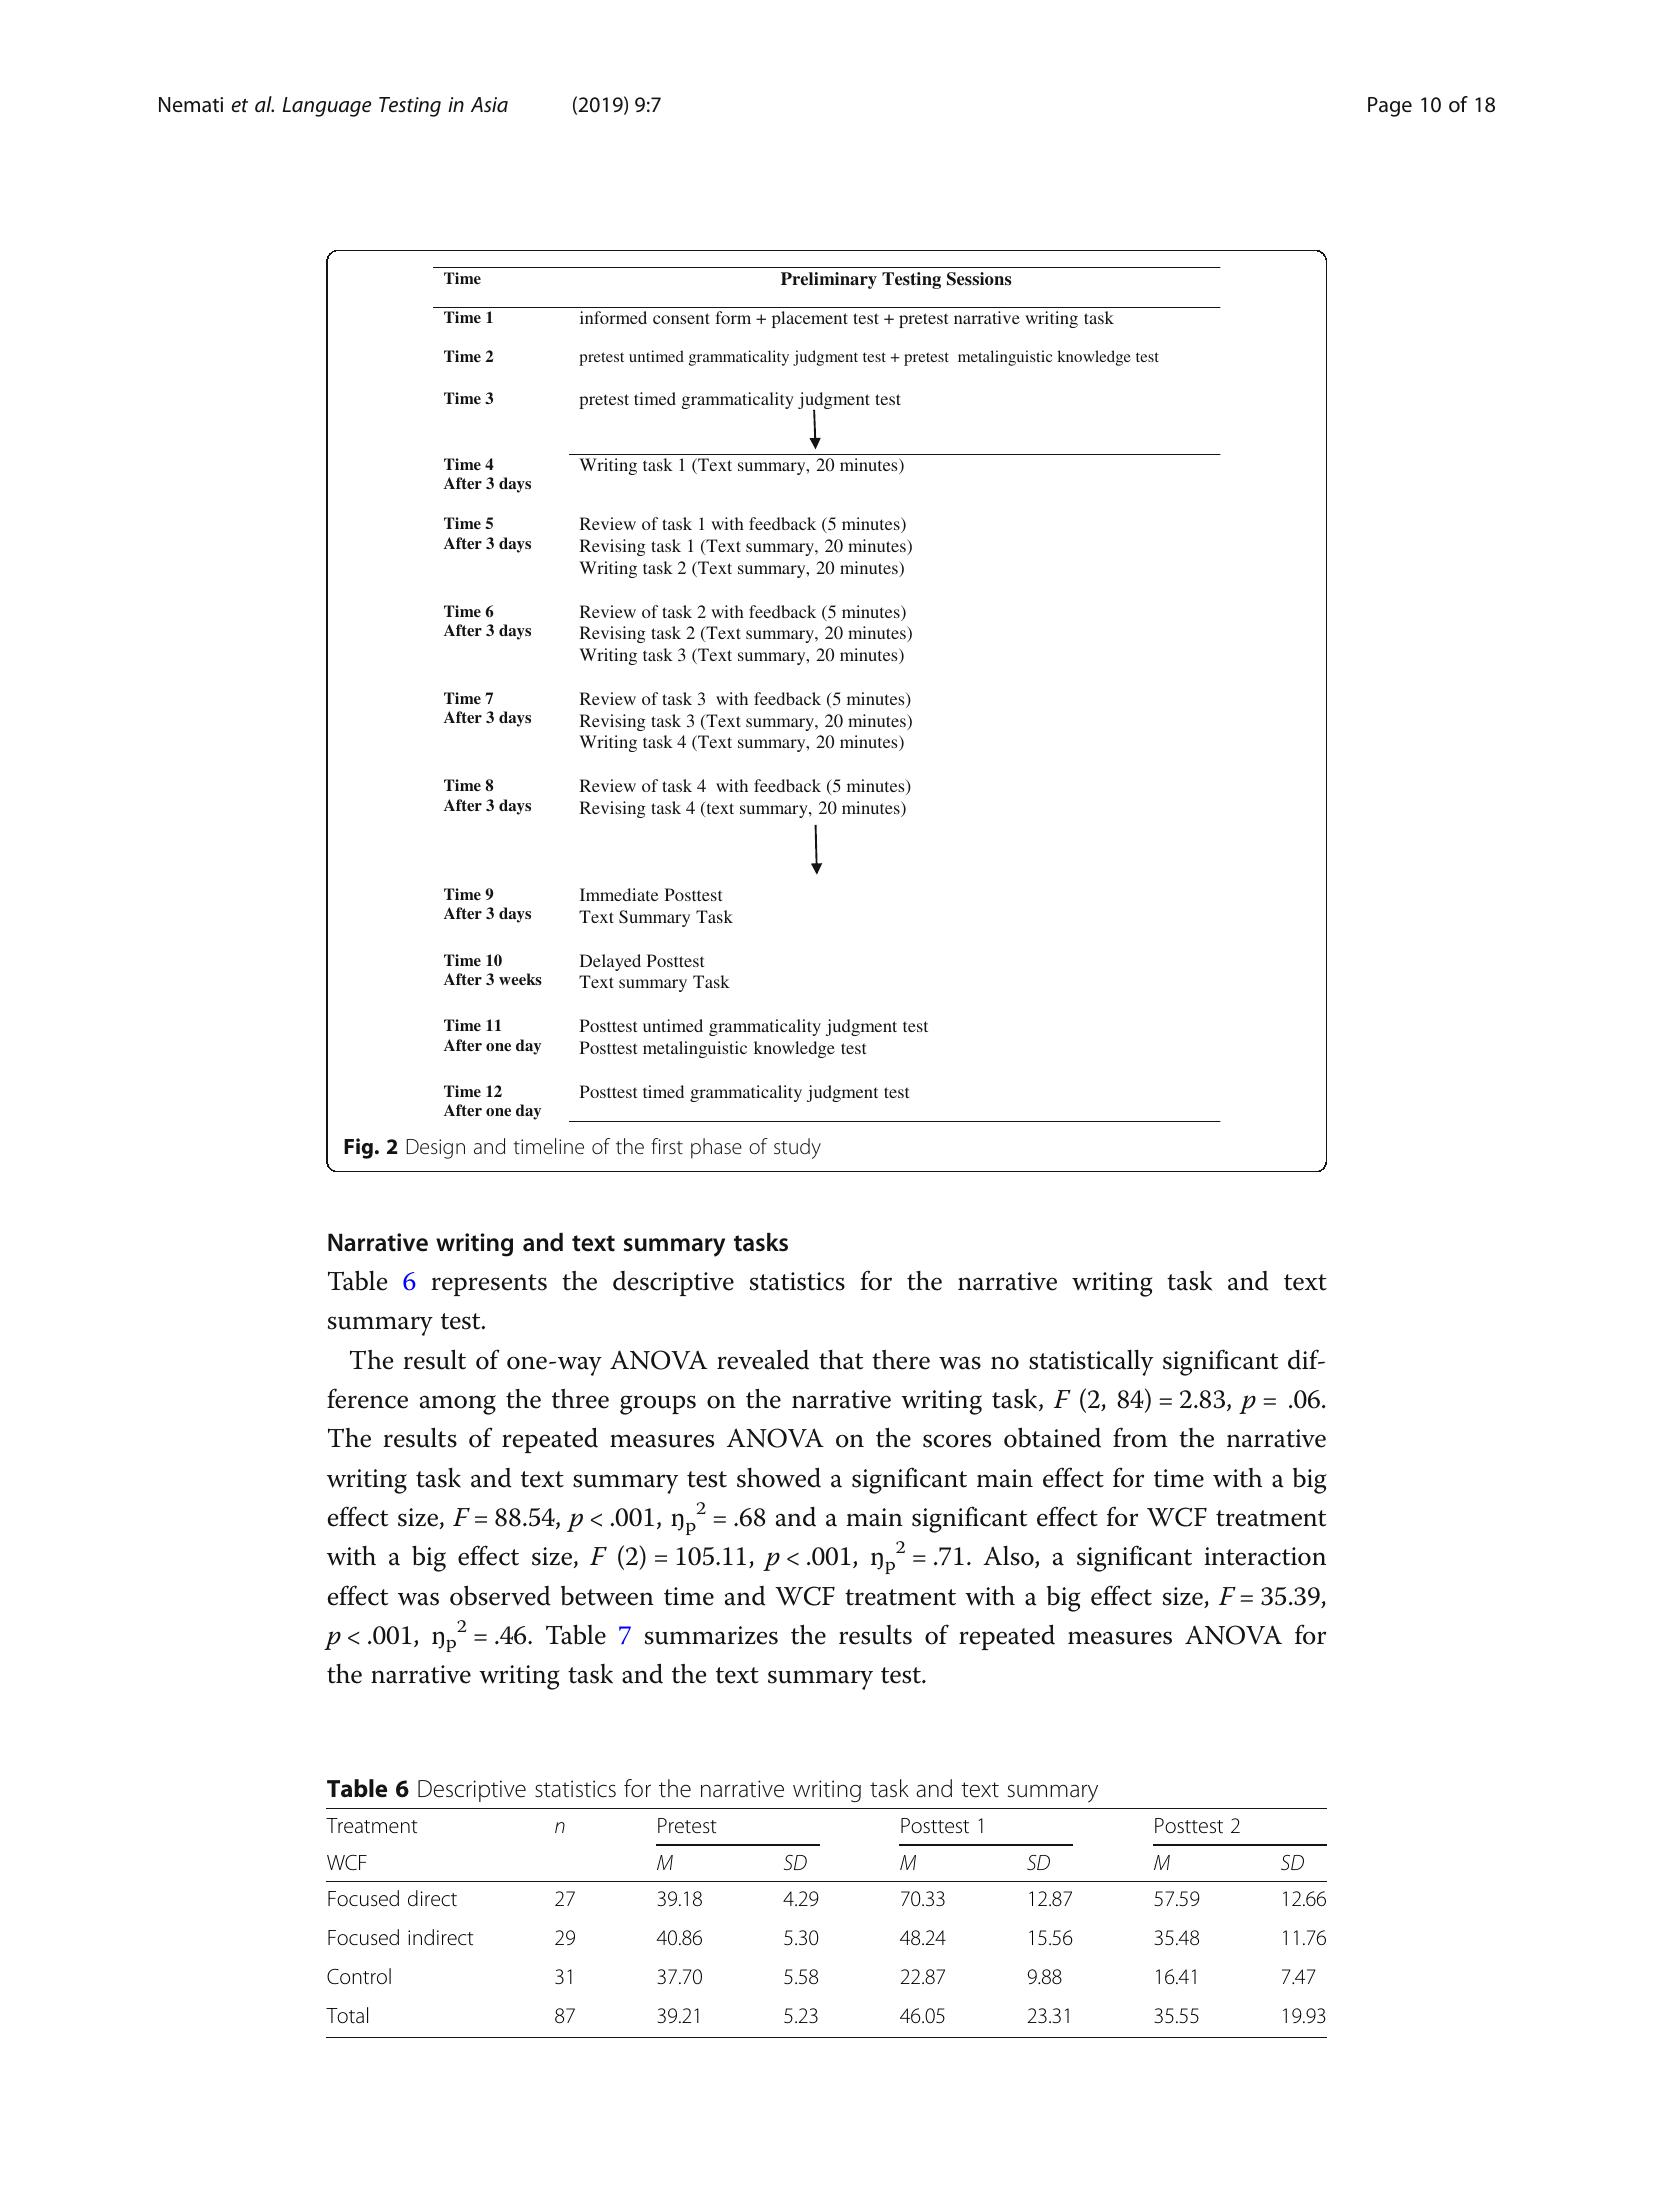 Nemati et al. Language Testing in Asia (2019) 9:7 Page 10 of 18
Time Preliminary Testing Sessions
Time 1 informed consent form + placement test + pretest narrative writing task
Time 2 pretest untimed grammaticality judgment test + pretest metalinguistic knowledge test
Time 3 pretest timed grammaticality judgment test
Time 4 Writing task 1 (Text summary, 20 minutes)
After 3 days
Time 5 Review of task 1 with feedback (5 minutes)
After 3 days Revising task 1 (Text summary, 20 minutes)
Writing task 2 (Text summary, 20 minutes)
Time 6 Review of task 2 with feedback (5 minutes)
After 3 days Revising task 2 (Text summary, 20 minutes)
Writing task 3 (Text summary, 20 minutes)
Time 7 Review of task 3 with feedback (5 minutes)
After 3 days Revising task 3 (Text summary, 20 minutes)
Writing task 4 (Text summary, 20 minutes)
Time 8 Review of task 4 with feedback (5 minutes)
After 3 days Revising task 4 (text summary, 20 minutes)
Time 9 Immediate Posttest
After 3 days Text Summary Task
Time 10 Delayed Posttest
After 3 weeks Text summary Task
Time 11 Posttest untimed grammaticality judgment test
After one day Posttest metalinguistic knowledge test
Time 12 Posttest timed grammaticality judgment test
After one day
Fig. 2 Design and timeline of the first phase of study
Narrative writing and text summary tasks
Table 6 represents the descriptive statistics for the narrative writing task and text
summary test.
The result of one-way ANOVA revealed that there was no statistically significant dif-
ference among the three groups on the narrative writing task, F (2, 84) = 2.83, p = .06.
The results of repeated measures ANOVA on the scores obtained from the narrative
writing task and text summary test showed a significant main effect for time with a big
effect size, F = 88.54, p < .001, ŋp² = .68 and a main significant effect for WCF treatment
with a big effect size, F (2) = 105.11, p < .001, ŋp² = .71. Also, a significant interaction
effect was observed between time and WCF treatment with a big effect size, F = 35.39,
p < .001, ŋp² = .46. Table 7 summarizes the results of repeated measures ANOVA for
the narrative writing task and the text summary test.
Table 6 Descriptive statistics for the narrative writing task and text summary
Treatment n Pretest Posttest 1 Posttest 2
WCF M SD M SD M SD
Focused direct 27 39.18 4.29 70.33 12.87 57.59 12.66
Focused indirect 29 40.86 5.30 48.24 15.56 35.48 11.76
Control 31 37.70 5.58 22.87 9.88 16.41 7.47
Total 87 39.21 5.23 46.05 23.31 35.55 19.93